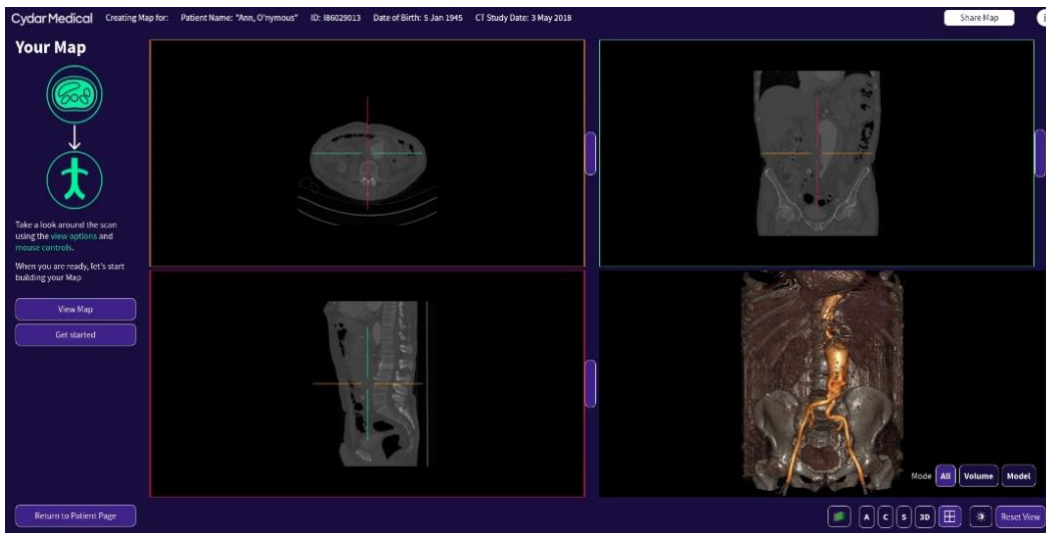 Cydar Medical Creating Map for: Patient Name: "Ann, O'nymous" ID: 186029013 Date of Birth: 5 Jan 1945 CT Study Date: 3 May 2018 Share Map i
Your Map
Take a look around the scan
using the view options and
mouse controls.
When you are ready, let's start
building your Map
View Map
Get started
Mode All Volume Model
Return to Patient Page
A C S 3D Reset View